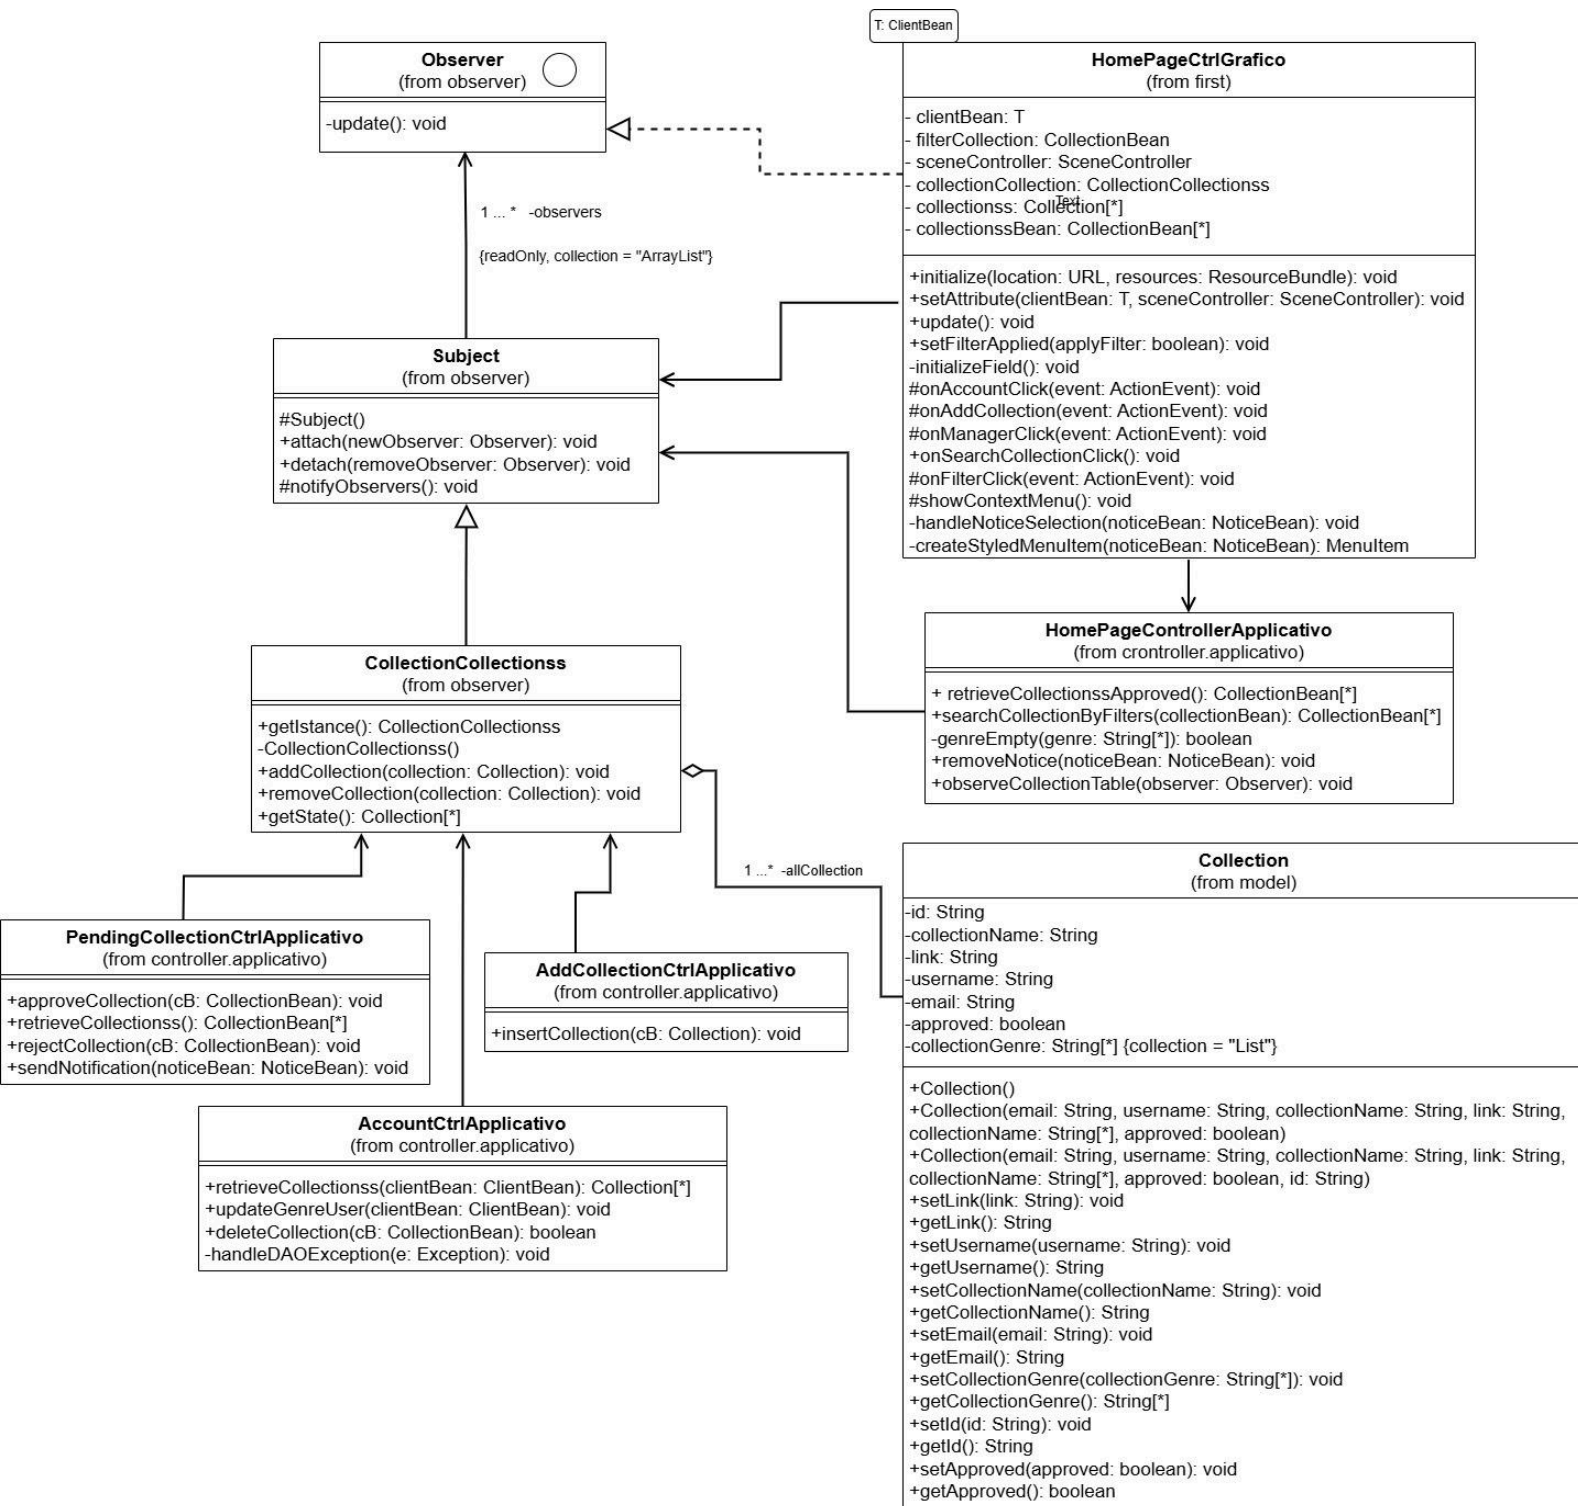 T: ClientBean
Observer
(from observer)
-update(): void
HomePageCtrlGrafico
(from first)
- clientBean: T
- filterCollection: CollectionBean
- sceneController: SceneController
- collectionCollection: CollectionCollectionss
Text
- collectionss: Collection[*]
- collectionssBean: CollectionBean[*]
+initialize(location: URL, resources: ResourceBundle): void
+setAttribute(clientBean: T, sceneController: SceneController): void
+update(): void
+setFilterApplied(applyFilter: boolean): void
-initializeField(): void
#onAccountClick(event: ActionEvent): void
#onAddCollection(event: ActionEvent): void
#onManagerClick(event: ActionEvent): void
+onSearchCollectionClick(): void
#onFilterClick(event: ActionEvent): void
#showContextMenu(): void
-handleNoticeSelection(noticeBean: NoticeBean): void
-createStyledMenuItem(noticeBean: NoticeBean): MenuItem
1 ... * -observers
{readOnly, collection = "ArrayList"}
Subject
(from observer)
#Subject()
+attach(newObserver: Observer): void
+detach(removeObserver: Observer): void
#notifyObservers(): void
HomePageControllerApplicativo
(from crontroller.applicativo)
+ retrieveCollectionssApproved(): CollectionBean[*]
+searchCollectionByFilters(collectionBean): CollectionBean[*]
-genreEmpty(genre: String[*]): boolean
+removeNotice(noticeBean: NoticeBean): void
+observeCollectionTable(observer: Observer): void
CollectionCollectionss
(from observer)
+getIstance(): CollectionCollectionss
-CollectionCollectionss()
+addCollection(collection: Collection): void
+removeCollection(collection: Collection): void
+getState(): Collection[*]
1 ...* -allCollection
Collection
(from model)
-id: String
-collectionName: String
-link: String
-username: String
-email: String
-approved: boolean
-collectionGenre: String[*] {collection = "List"}
+Collection()
+Collection(email: String, username: String, collectionName: String, link: String,
collectionName: String[*], approved: boolean)
+Collection(email: String, username: String, collectionName: String, link: String,
collectionName: String[*], approved: boolean, id: String)
+setLink(link: String): void
+getLink(): String
+setUsername(username: String): void
+getUsername(): String
+setCollectionName(collectionName: String): void
+getCollectionName(): String
+setEmail(email: String): void
+getEmail(): String
+setCollectionGenre(collectionGenre: String[*]): void
+getCollectionGenre(): String[*]
+setId(id: String): void
+getId(): String
+setApproved(approved: boolean): void
+getApproved(): boolean
PendingCollectionCtrlApplicativo
(from controller.applicativo)
+approveCollection(cB: CollectionBean): void
+retrieveCollectionss(): CollectionBean[*]
+rejectCollection(cB: CollectionBean): void
+sendNotification(noticeBean: NoticeBean): void
AddCollectionCtrlApplicativo
(from controller.applicativo)
+insertCollection(cB: Collection): void
AccountCtrlApplicativo
(from controller.applicativo)
+retrieveCollectionss(clientBean: ClientBean): Collection[*]
+updateGenreUser(clientBean: ClientBean): void
+deleteCollection(cB: CollectionBean): boolean
-handleDAOException(e: Exception): void